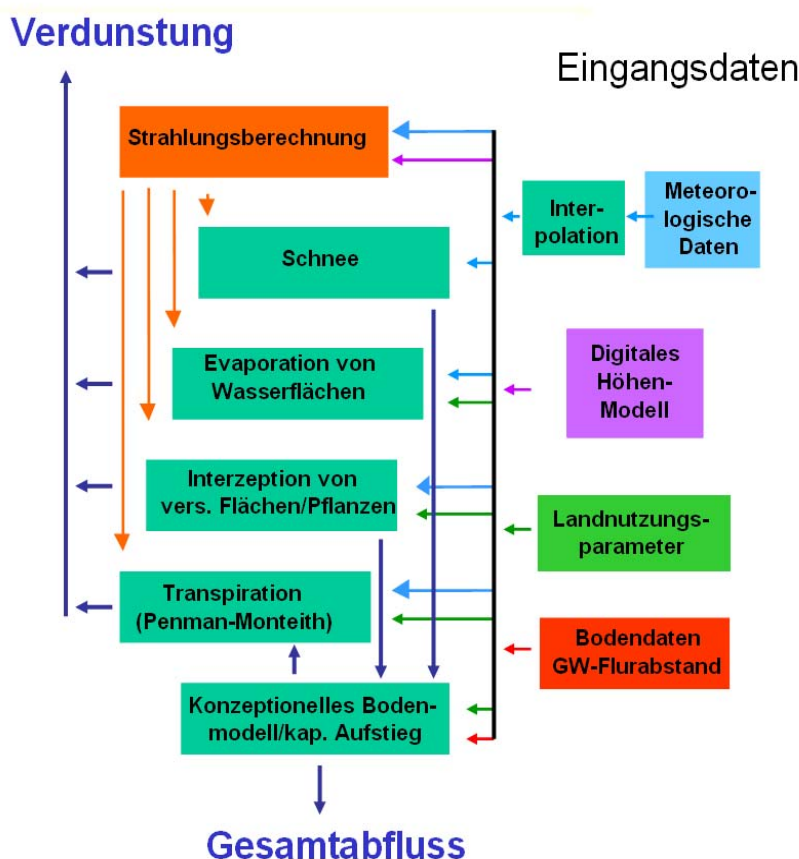 Verdunstung
Eingangsdaten
Strahlungsberechnung
Inter-
polation
Meteoro-
logische
Daten
Schnee
Evaporation von
Wasserflächen
Digitales
Höhen-
Modell
Interzeption von
vers. Flächen/Pflanzen
Landnutzungs-
parameter
Transpiration
(Penman-Monteith)
Bodendaten
GW-Flurabstand
Konzeptionelles Boden-
modell/kap. Aufstieg
Gesamtabfluss